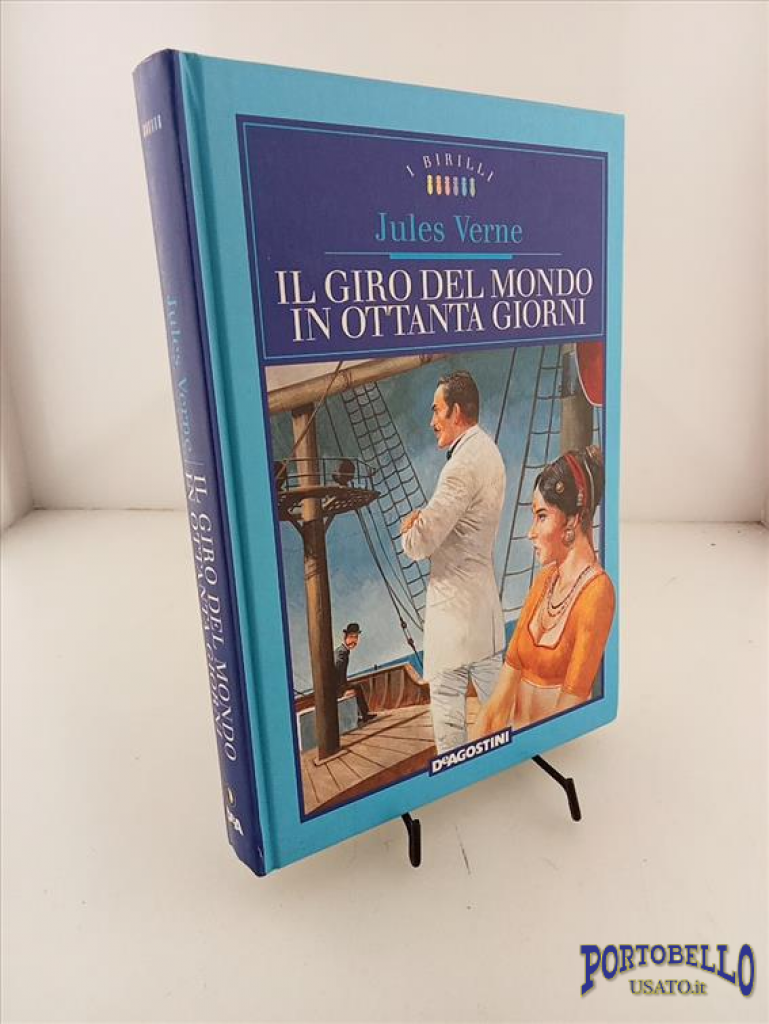 I BIRILLI
Jules Verne
IL GIRO DEL MONDO
IN OTTANTA GIORNI
DeAGOSTINI
Jules Verne
IL GIRO DEL MONDO
IN OTTANTA GIORNI
PORTOBELLO
USATO.it